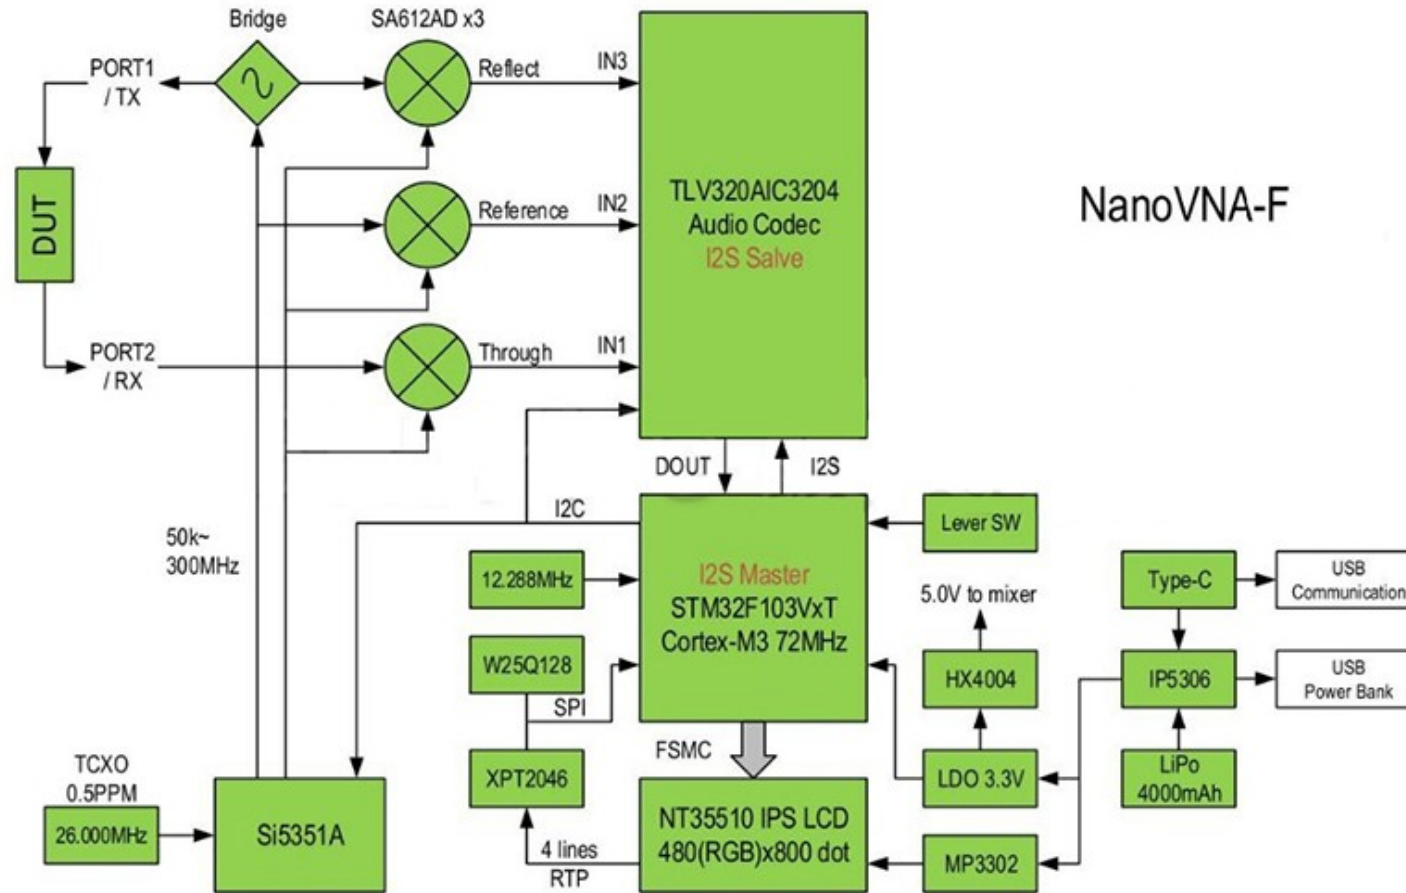 Bridge
SA612AD x3
PORT1
/ TX
Reflect
IN3
DUT
TLV320AIC3204
Audio Codec
I2S Salve
NanoVNA-F
Reference
IN2
PORT2
/ RX
Through
IN1
DOUT
I2S
I2C
50k~
300MHz
Lever SW
12.288MHz
I2S Master
STM32F103VxT
Cortex-M3 72MHz
5.0V to mixer
Type-C
USB
Communication
W25Q128
HX4004
IP5306
USB
Power Bank
SPI
FSMC
TCXO
0.5PPM
XPT2046
LDO 3.3V
LiPo
4000mAh
26.000MHz
Si5351A
4 lines
RTP
NT35510 IPS LCD
480(RGB)x800 dot
MP3302